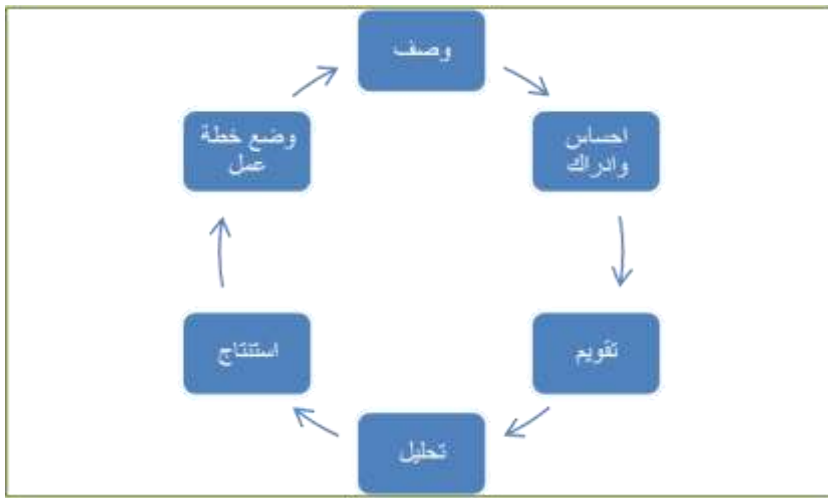 وصف
احساس
وادراك
تقويم
تحليل
استنتاج
وضع خطة
عمل